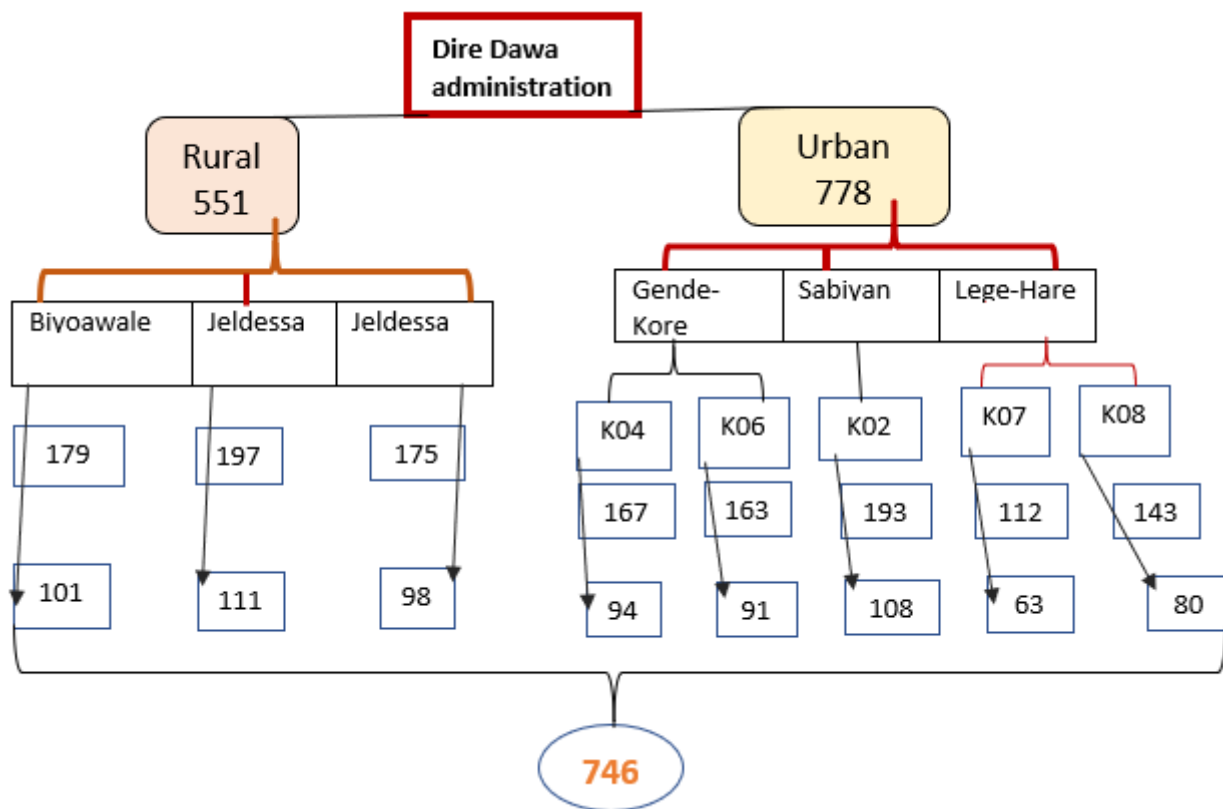 Dire Dawa
administration
Rural
551
Urban
778
Biyoawale
Jeldessa
Jeldessa
Gende-
Kore
Sabiyan
Lege-Hare
K04
K06
K02
K07
K08
179
197
175
167
163
193
112
143
101
111
98
94
91
108
63
80
746